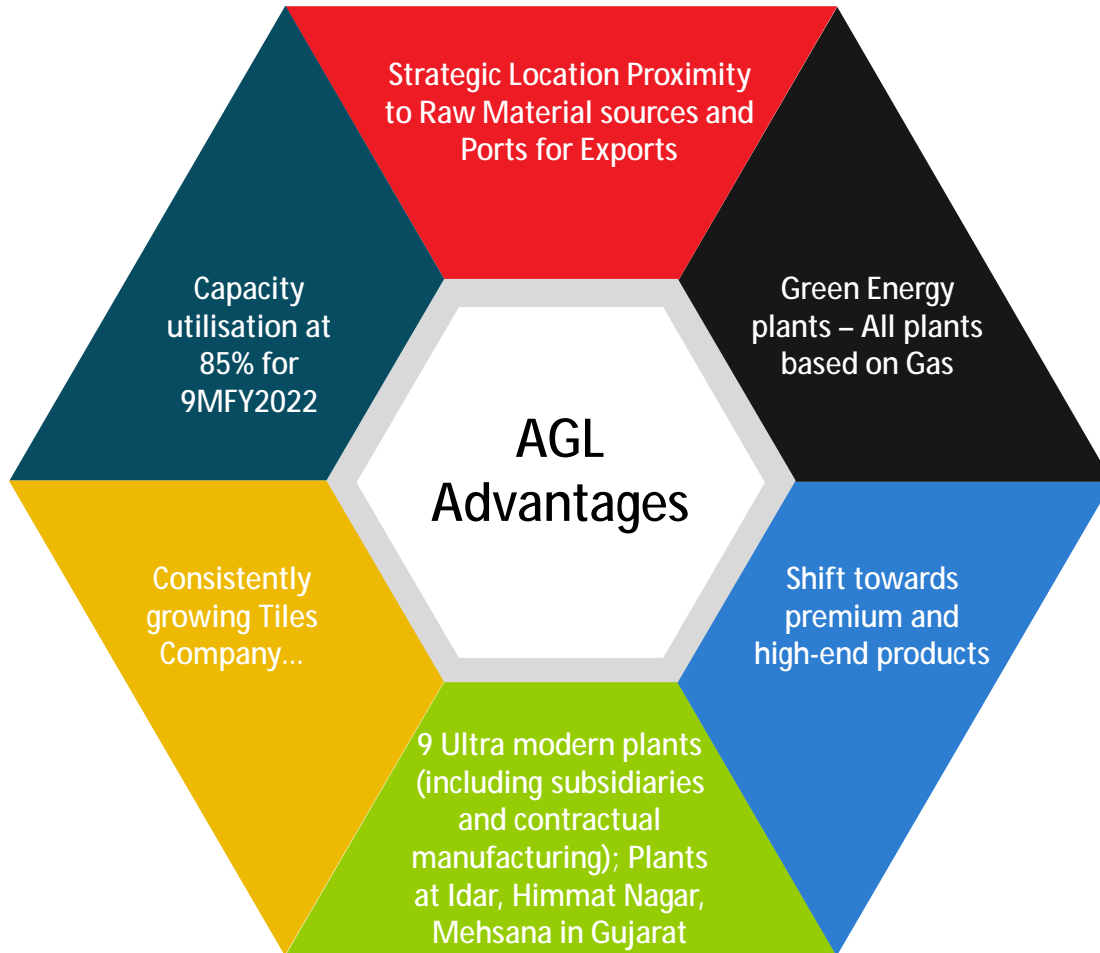 Strategic Location Proximity
to Raw Material sources and
Ports for Exports
Capacity
utilisation at
85% for
9MFY2022
Green Energy
plants – All plants
based on Gas
AGL
Advantages
Consistently
growing Tiles
Company...
Shift towards
premium and
high-end products
9 Ultra modern plants
(including subsidiaries
and contractual
manufacturing); Plants
at Idar, Himmat Nagar,
Mehsana in Gujarat